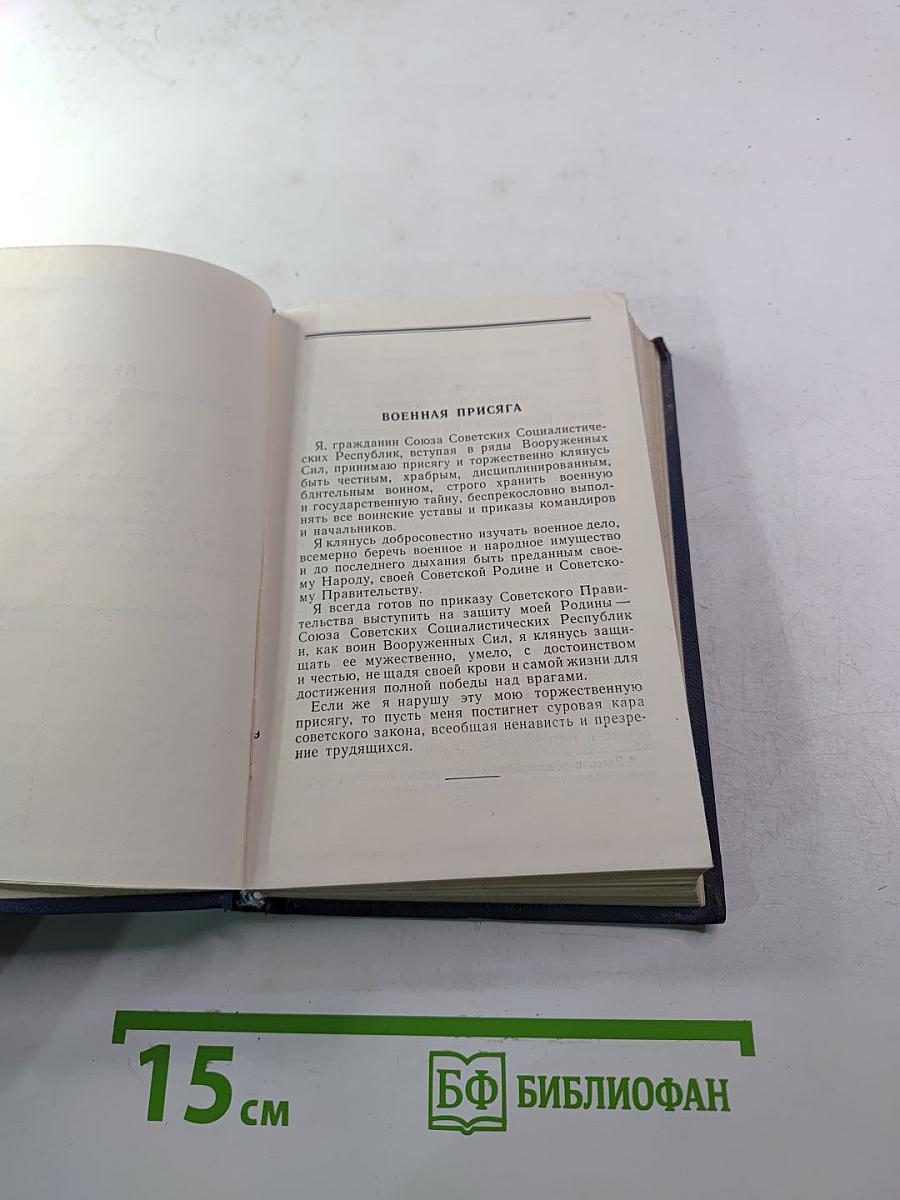 ВОЕННАЯ ПРИСЯГА
Я, гражданин Союза Советских Социалистиче-
ских Республик, вступая в ряды Вооруженных
Сил, принимаю присягу и торжественно клянусь
быть честным, храбрым, дисциплинированным,
бдительным воином, строго хранить военную
и государственную тайну, беспрекословно выпол-
нять все воинские уставы и приказы командиров
и начальников.
Я клянусь добросовестно изучать военное дело,
всемерно беречь военное и народное имущество
и до последнего дыхания быть преданным свое-
му Народу, своей Советской Родине и Советско-
му Правительству.
Я всегда готов по приказу Советского Прави-
тельства выступить на защиту моей Родины —
Союза Советских Социалистических Республик
и, как воин Вооруженных Сил, я клянусь защи-
щать ее мужественно, умело, с достоинством
и честью, не щадя своей крови и самой жизни для
достижения полной победы над врагами.
Если же я нарушу эту мою торжественную
присягу, то пусть меня постигнет суровая кара
советского закона, всеобщая ненависть и презре-
ние трудящихся.
15 см
БФ БИБЛИОФАН